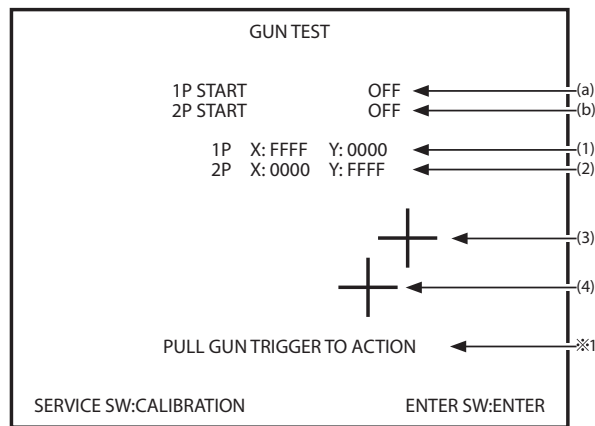 GUN TEST
1P START OFF (a)
2P START OFF (b)
1P X: FFFF Y: 0000 (1)
2P X: 0000 Y: FFFF (2)
(3)
(4)
PULL GUN TRIGGER TO ACTION ※1
SERVICE SW:CALIBRATION ENTER SW:ENTER